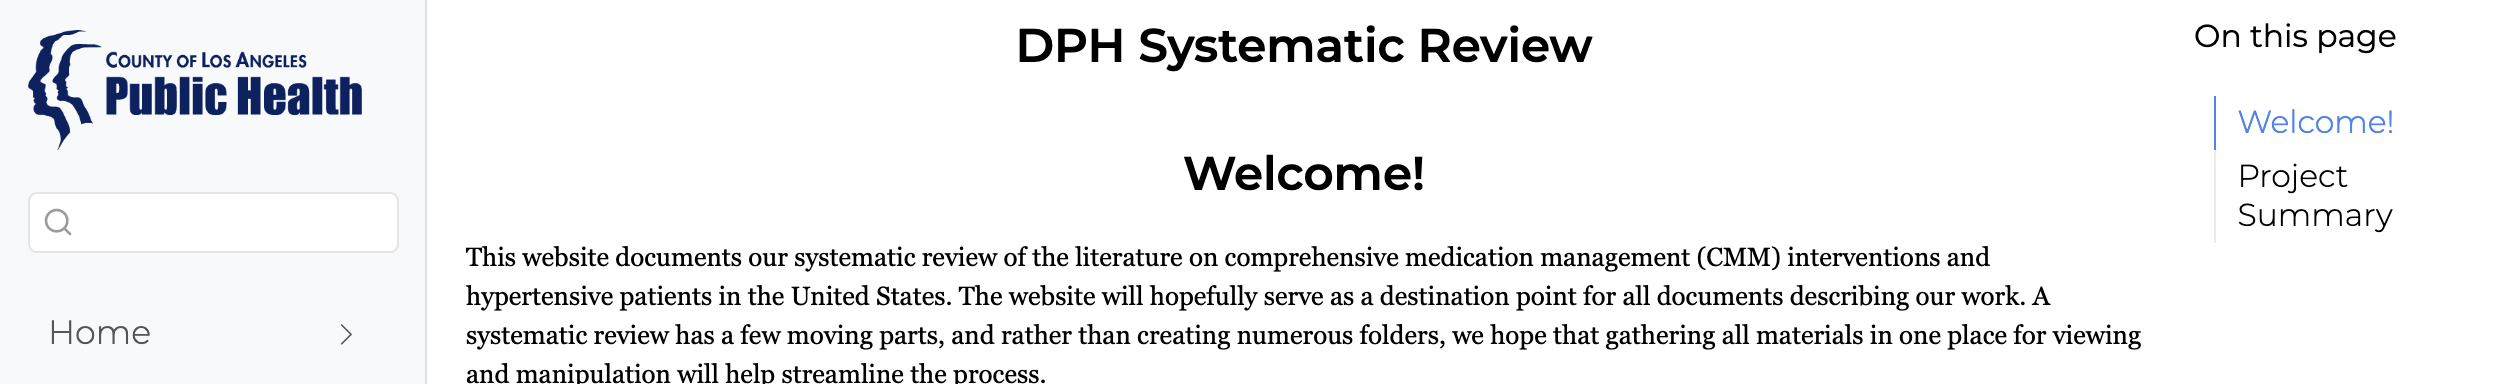 COUNTY OF LOS ANGELES
Public Health
Home
DPH Systematic Review
Welcome!
This website documents our systematic review of the literature on comprehensive medication management (CMM) interventions and
hypertensive patients in the United States. The website will hopefully serve as a destination point for all documents describing our work. A
systematic review has a few moving parts, and rather than creating numerous folders, we hope that gathering all materials in one place for viewing
and manipulation will help streamline the process.
On this page
Welcome!
Project
Summary